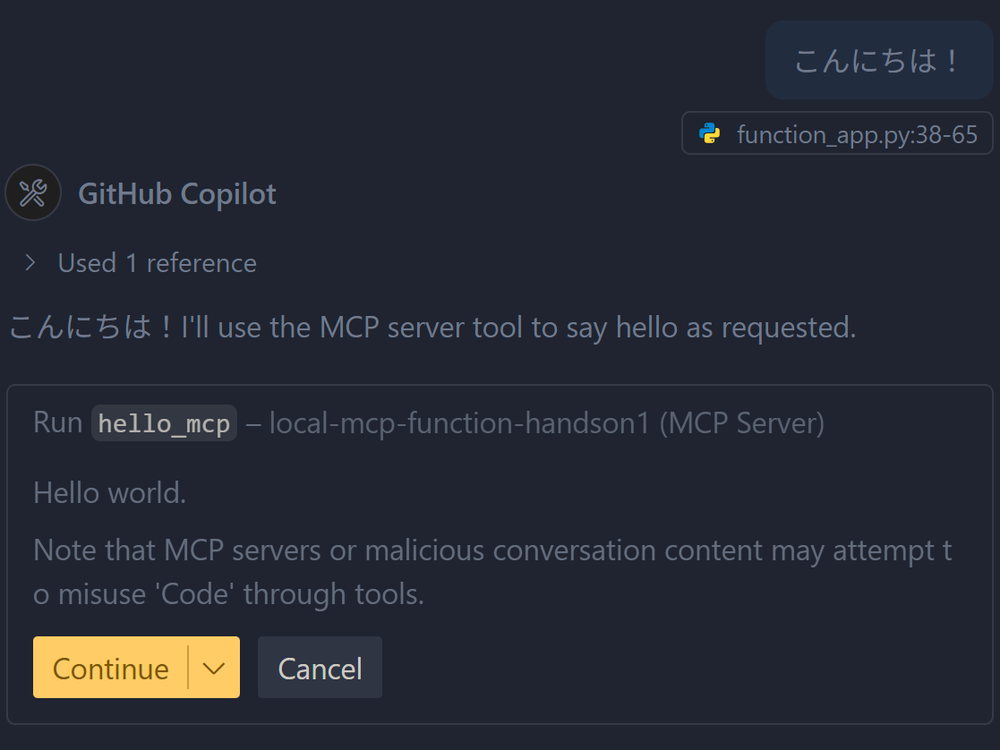 こんにちは！
function_app.py:38-65
GitHub Copilot
Used 1 reference
こんにちは！I'll use the MCP server tool to say hello as requested.
Run hello_mcp – local-mcp-function-handson1 (MCP Server)
Hello world.
Note that MCP servers or malicious conversation content may attempt t
o misuse 'Code' through tools.
Continue
Cancel